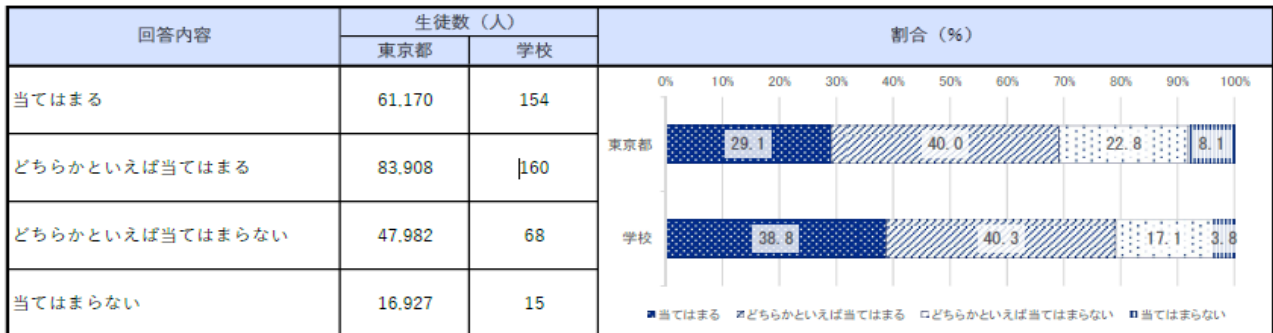 回答内容 生徒数（人） 割合（%）
東京都 学校
当てはまる 61,170 154
どちらかといえば当てはまる 83,908 160
どちらかといえば当てはまらない 47,982 68
当てはまらない 16,927 15
0% 10% 20% 30% 40% 50% 60% 70% 80% 90% 100%
東京都 29.1 40.0 22.8 8.1
学校 38.8 40.3 17.1 3.8
当てはまる どちらかといえば当てはまる どちらかといえば当てはまらない 当てはまらない